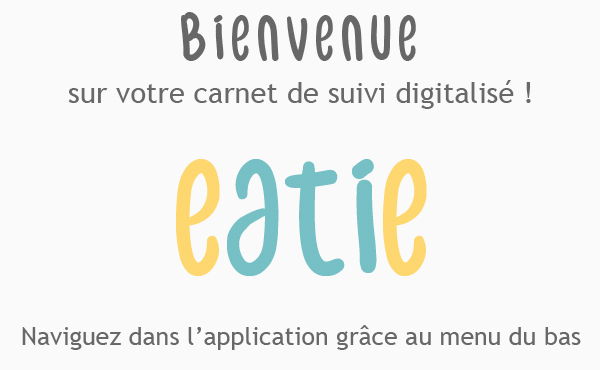 Bienvenue
sur votre carnet de suivi digitalisé !
eatie
Naviguez dans l’application grâce au menu du bas